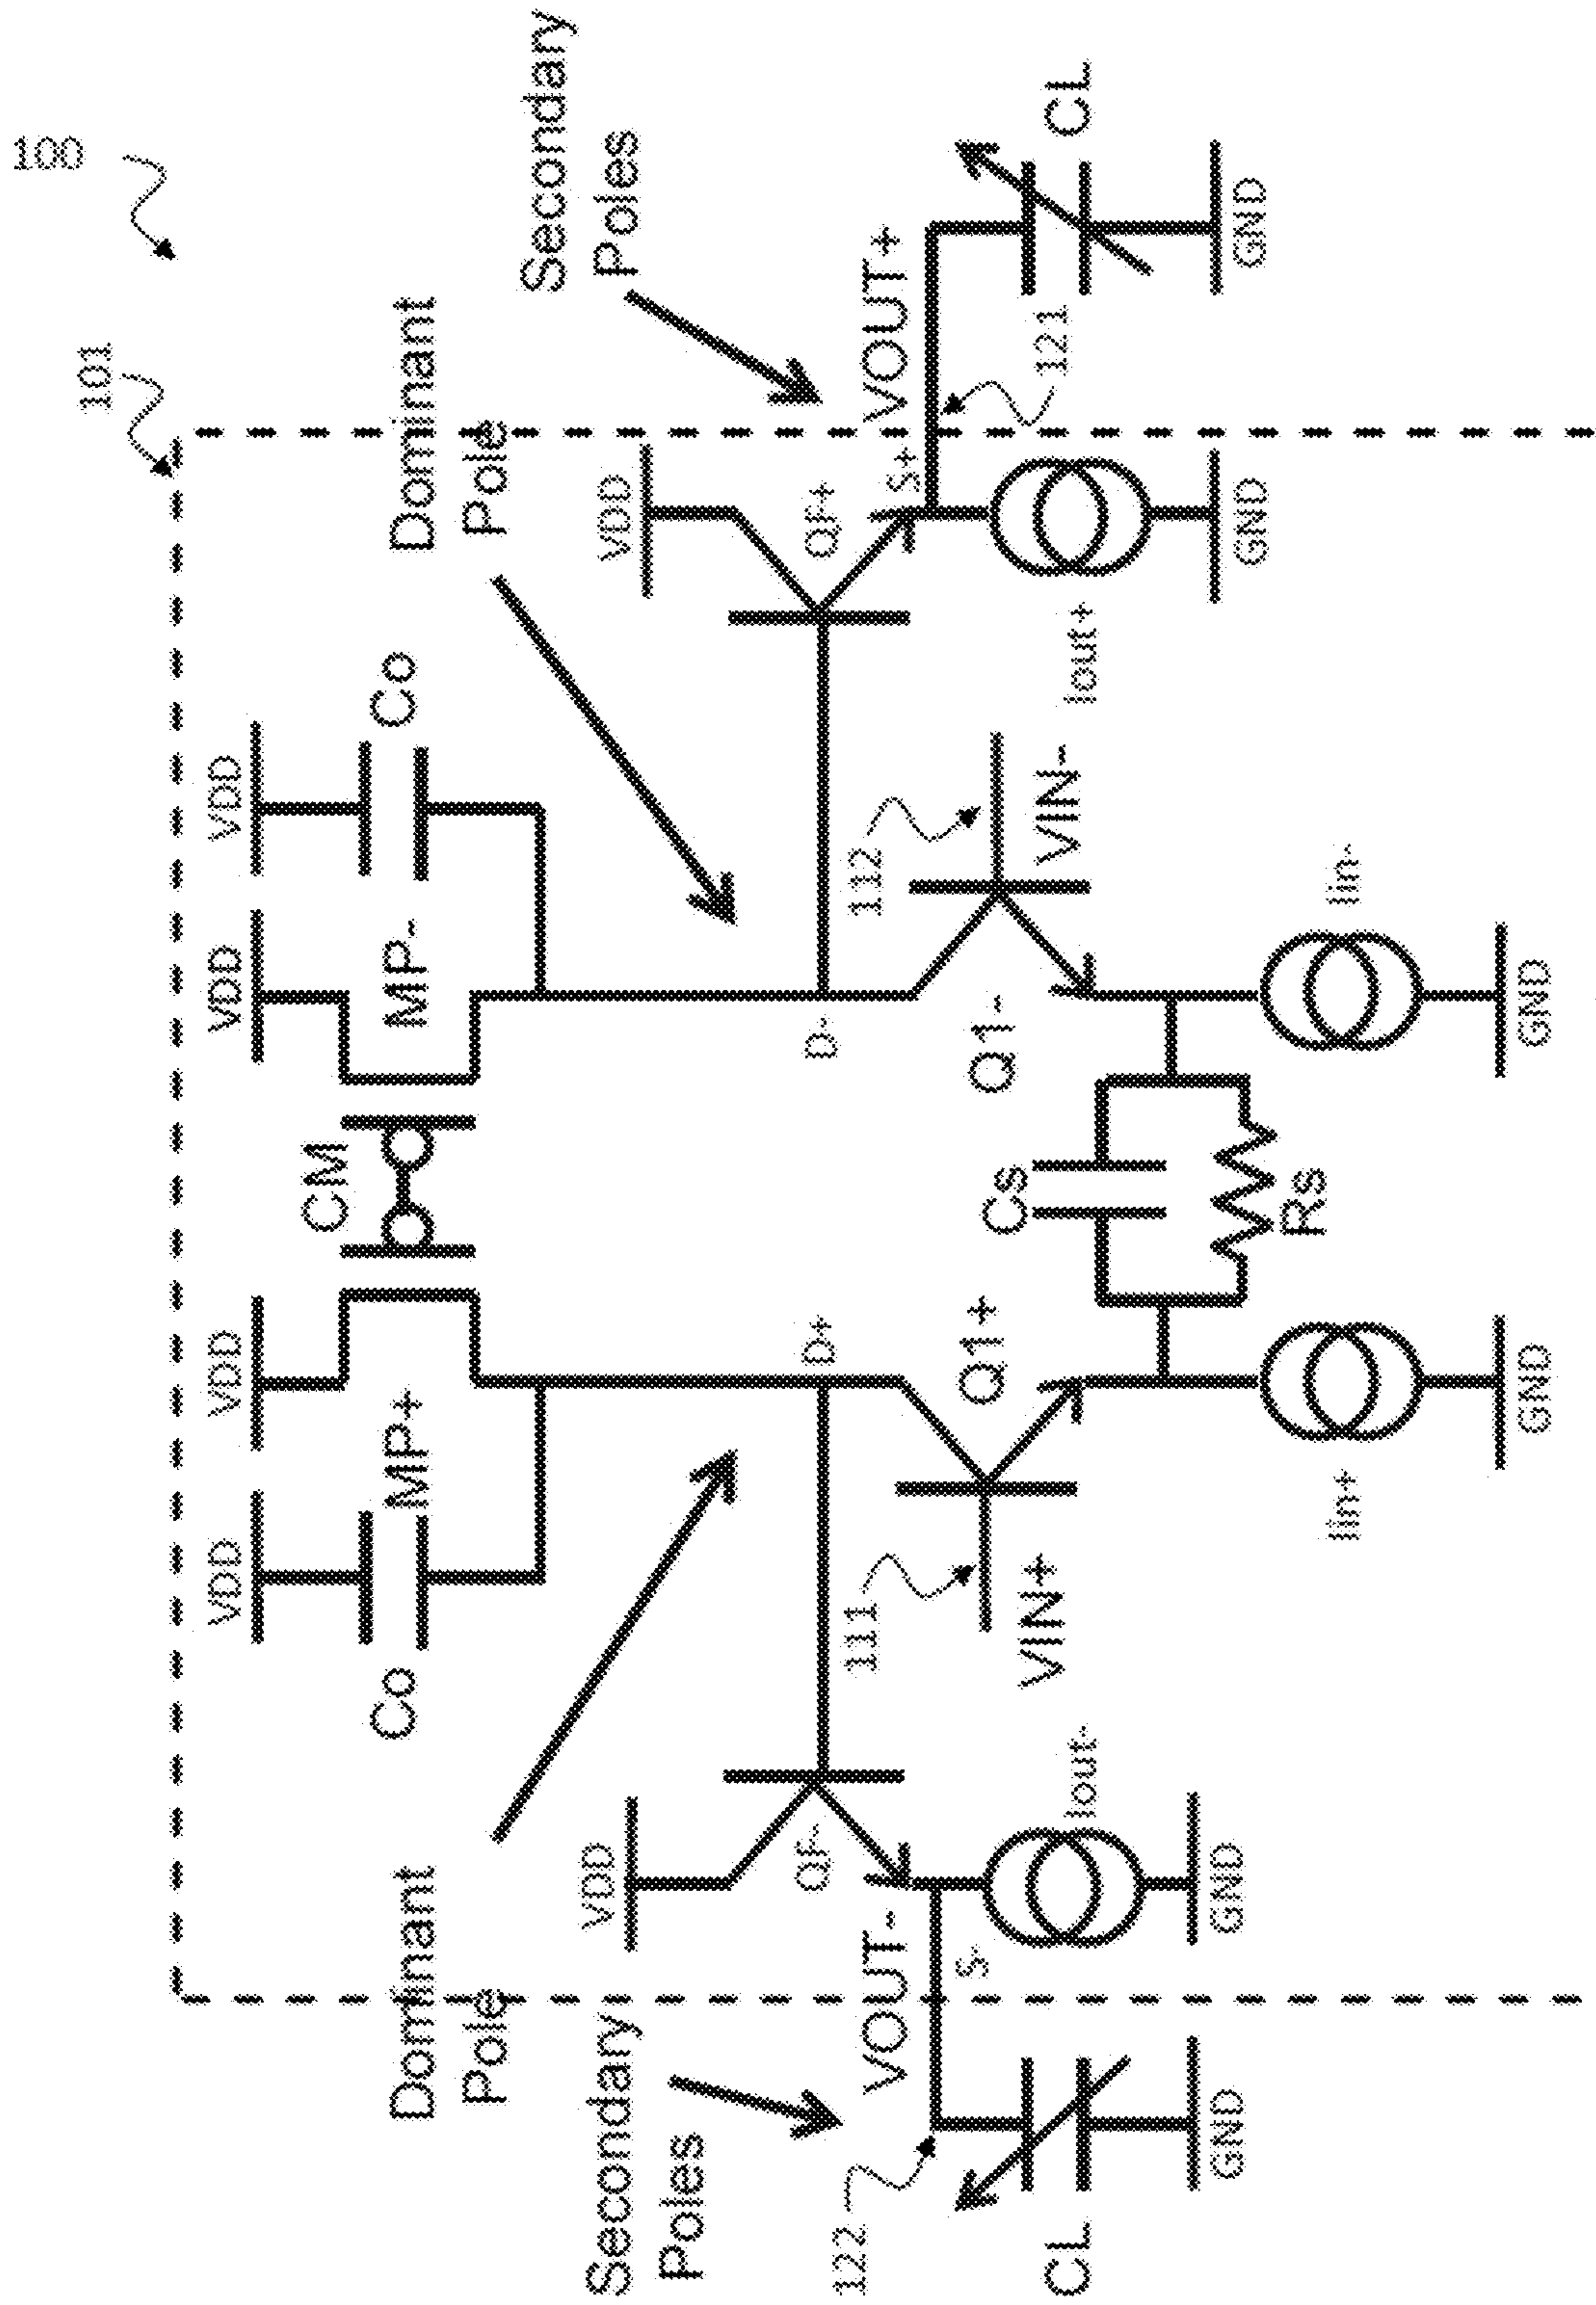 100
101
Dominant
Pole
Dominant
Pole
Secondary
Poles
Secondary
Poles
VDD
VDD
VDD
VDD
Co
MP+
CM
MP-
Co
VDD
VDD
QF-
QF+
D+
D-
VOUT-
S-
S+
VOUT+
122
111
112
121
Q1+
Q1-
VIN+
VIN-
CL
Iout-
Cs
Iout+
CL
GND
GND
Rs
GND
GND
Iin+
Iin-
GND
GND